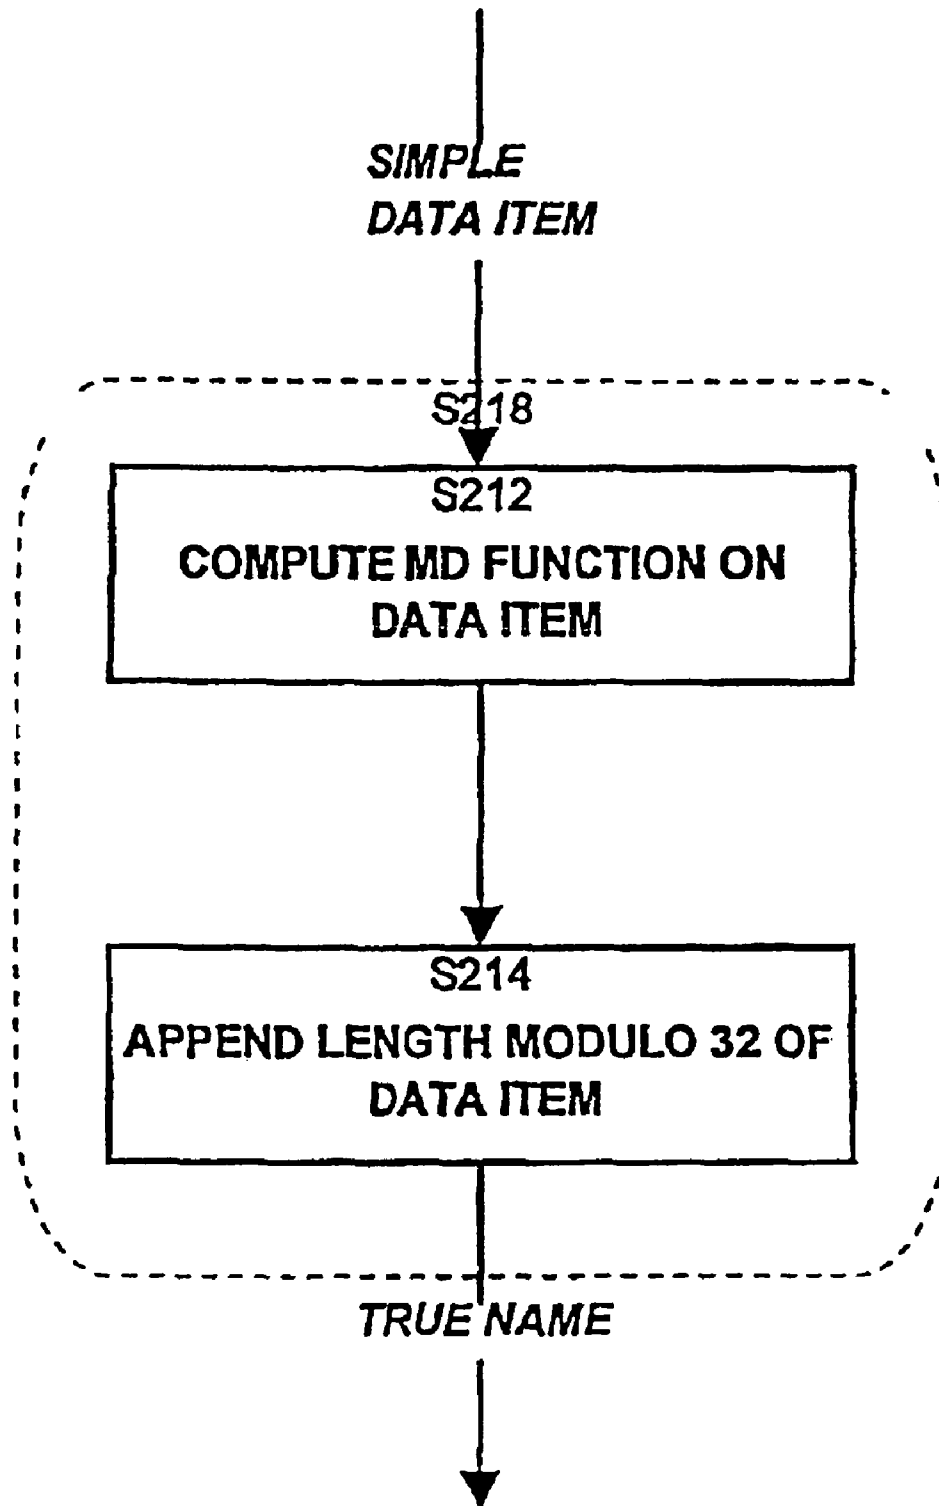 SIMPLE
DATA ITEM
S218
S212
COMPUTE MD FUNCTION ON
DATA ITEM
S214
APPEND LENGTH MODULO 32 OF
DATA ITEM
TRUE NAME